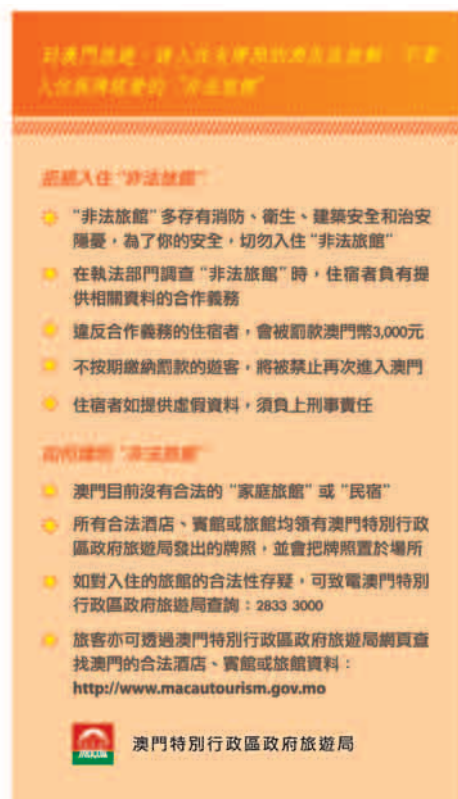 到澳門旅遊，請入住有牌照的合法旅館，不要
入住無牌經營的“非法旅館”
拒絕入住“非法旅館”
“非法旅館”多存有消防、衛生、建築安全和治安
隱憂，為了你的安全，切勿入住“非法旅館”
在執法部門調查“非法旅館”時，住宿者負有提
供相關資料的合作義務
違反合作義務的住宿者，會被罰款澳門幣3,000元
不按期繳納罰款的遊客，將被禁止再次進入澳門
住宿者如提供虛假資料，須負上刑事責任
“非法旅館”
澳門目前沒有合法的“家庭旅館”或“民宿”
所有合法酒店、賓館或旅館均領有澳門特別行政
區政府旅遊局發出的牌照，並會把牌照置於場所
如對入住的旅館的合法性存疑，可致電澳門特別
行政區政府旅遊局查詢：2833 3000
旅客亦可透過澳門特別行政區政府旅遊局網頁查
找澳門的合法酒店、賓館或旅館資料：
http://www.macautourism.gov.mo
澳門特別行政區政府旅遊局